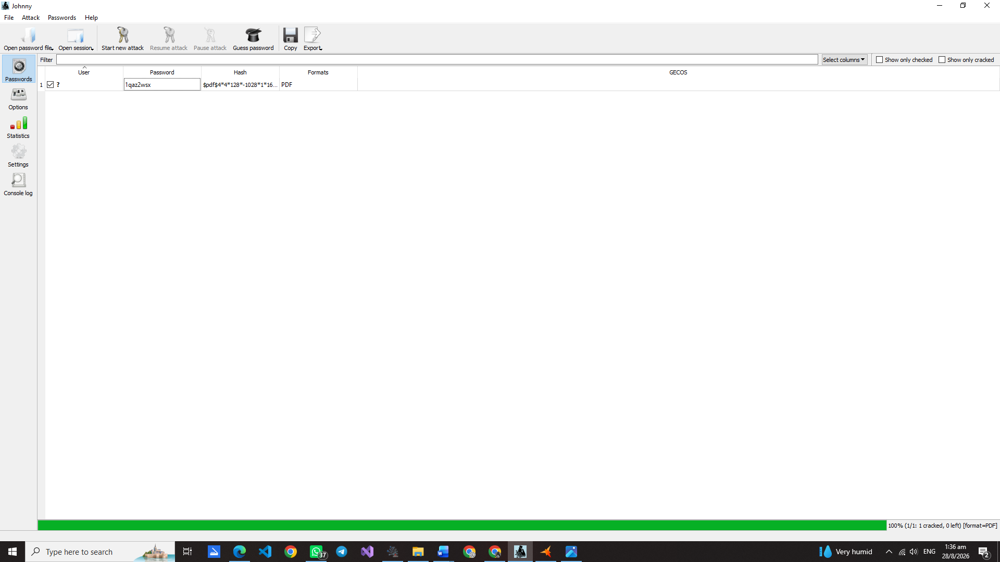 Johnny
File Attack Passwords Help
Open password file Open session Start new attack Resume attack Pause attack Guess password Copy Export
Filter Select columns Show only checked Show only cracked
Passwords
Options
Statistics
Settings
Console log
User Password Hash Formats GECOS
1 ? 1qaz2wsx $pdf$4*4*128*-1028*1*16... PDF
100% (1/1: 1 cracked, 0 left) [format=PDF]
Type here to search
37
Very humid
ENG
1:36 am
28/8/2026
2